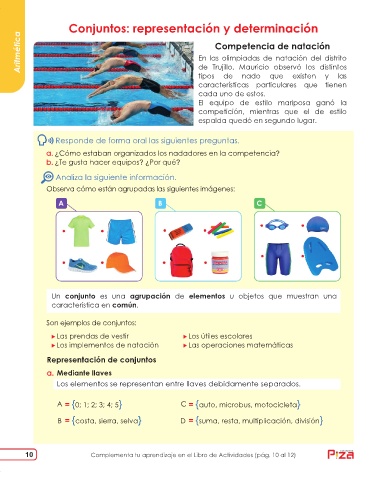 Aritmética
Conjuntos: representación y determinación
Competencia de natación
En las olimpiadas de natación del distrito
de Trujillo, Mauricio observó los distintos
tipos de nado que existen y las
características particulares que tienen
cada uno de estos.
El equipo de estilo mariposa ganó la
competición, mientras que el de estilo
espalda quedó en segundo lugar.
Responde de forma oral las siguientes preguntas.
a. ¿Cómo estaban organizados los nadadores en la competencia?
b. ¿Te gusta hacer equipos? ¿Por qué?
Analiza la siguiente información.
Observa cómo están agrupadas las siguientes imágenes:
A B C
Un conjunto es una agrupación de elementos u objetos que muestran una
característica en común.
Son ejemplos de conjuntos:
Las prendas de vestir Los útiles escolares
Los implementos de natación Las operaciones matemáticas
Representación de conjuntos
a. Mediante llaves
Los elementos se representan entre llaves debidamente separados.
A = {0; 1; 2; 3; 4; 5} C = {auto, microbus, motocicleta}
B = {costa, sierra, selva} D = {suma, resta, multiplicación, división}
10 Complementa tu aprendizaje en el Libro de Actividades (pág. 10 al 12)